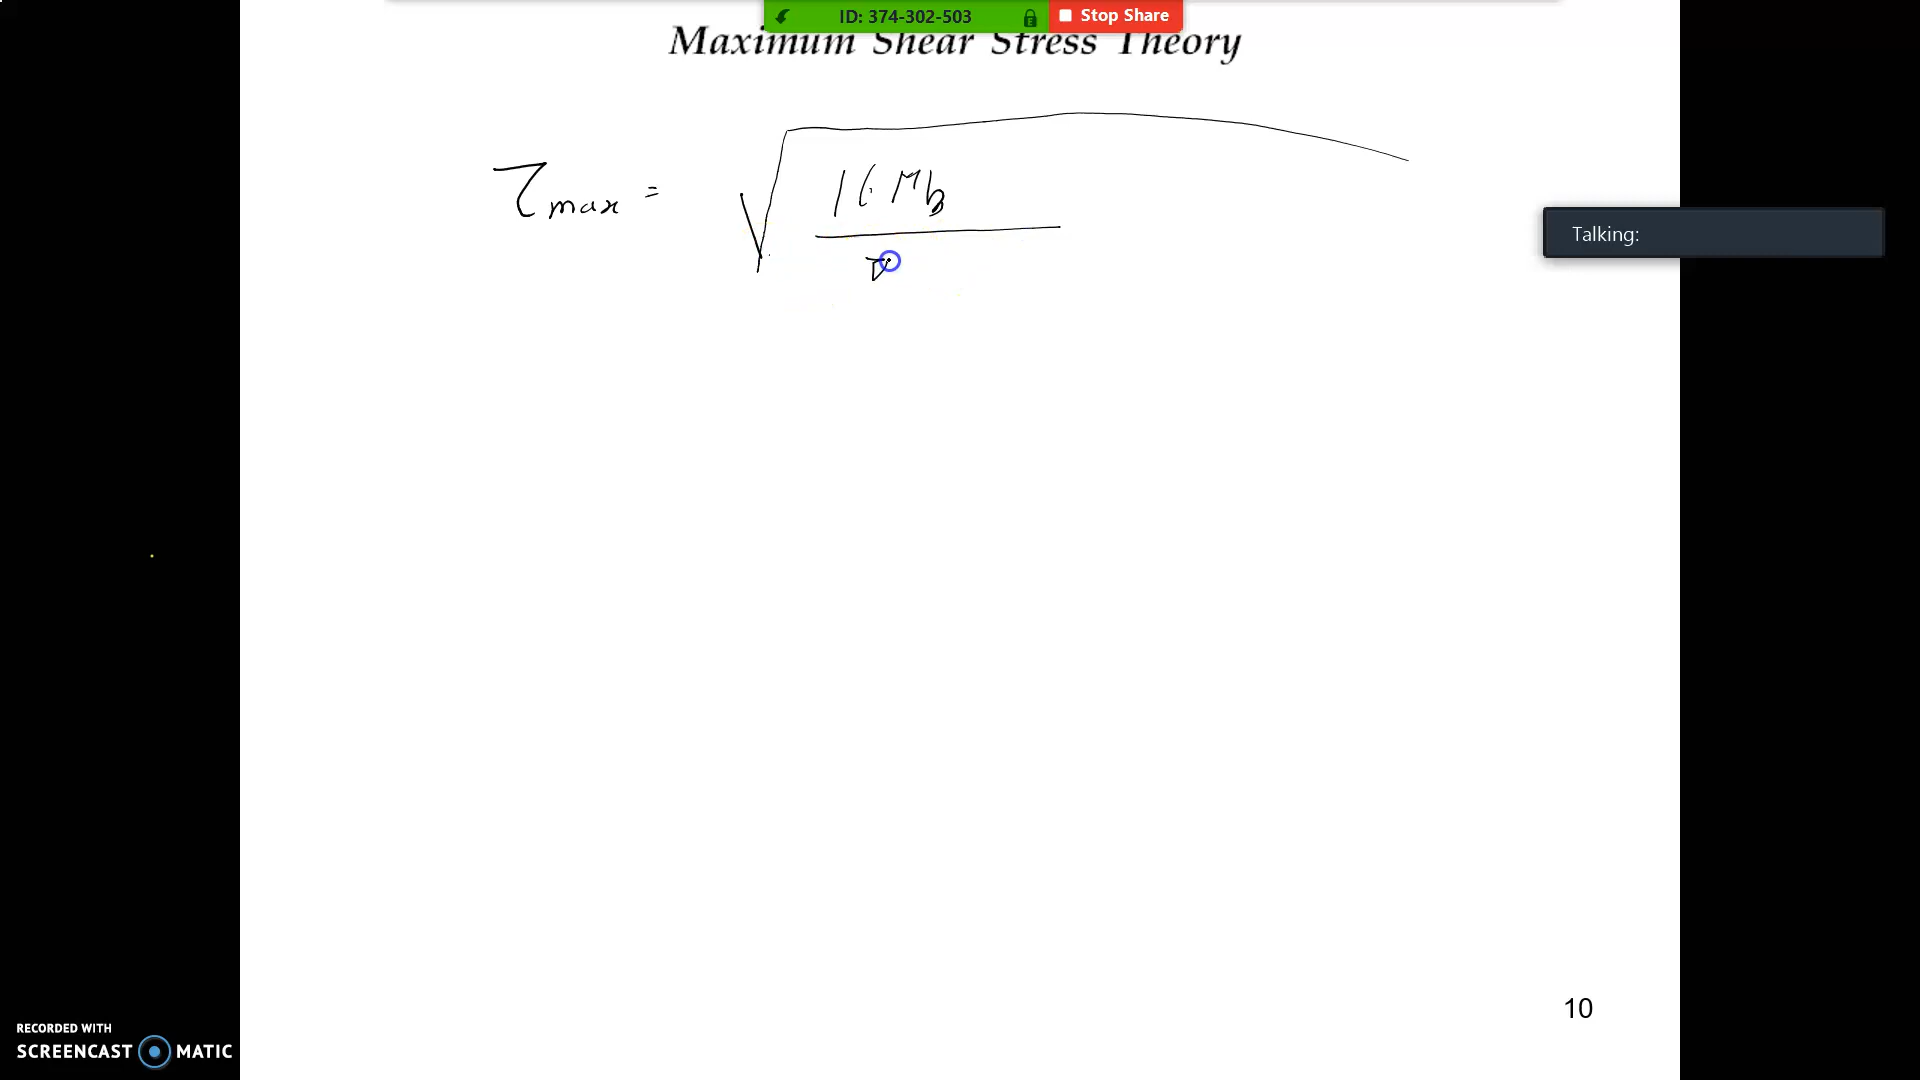 ID: 374-302-503
Stop Share
Maximum Shear Stress Theory
τmax = √
16 Mb
Talking:
10
RECORDED WITH
SCREENCAST MATIC